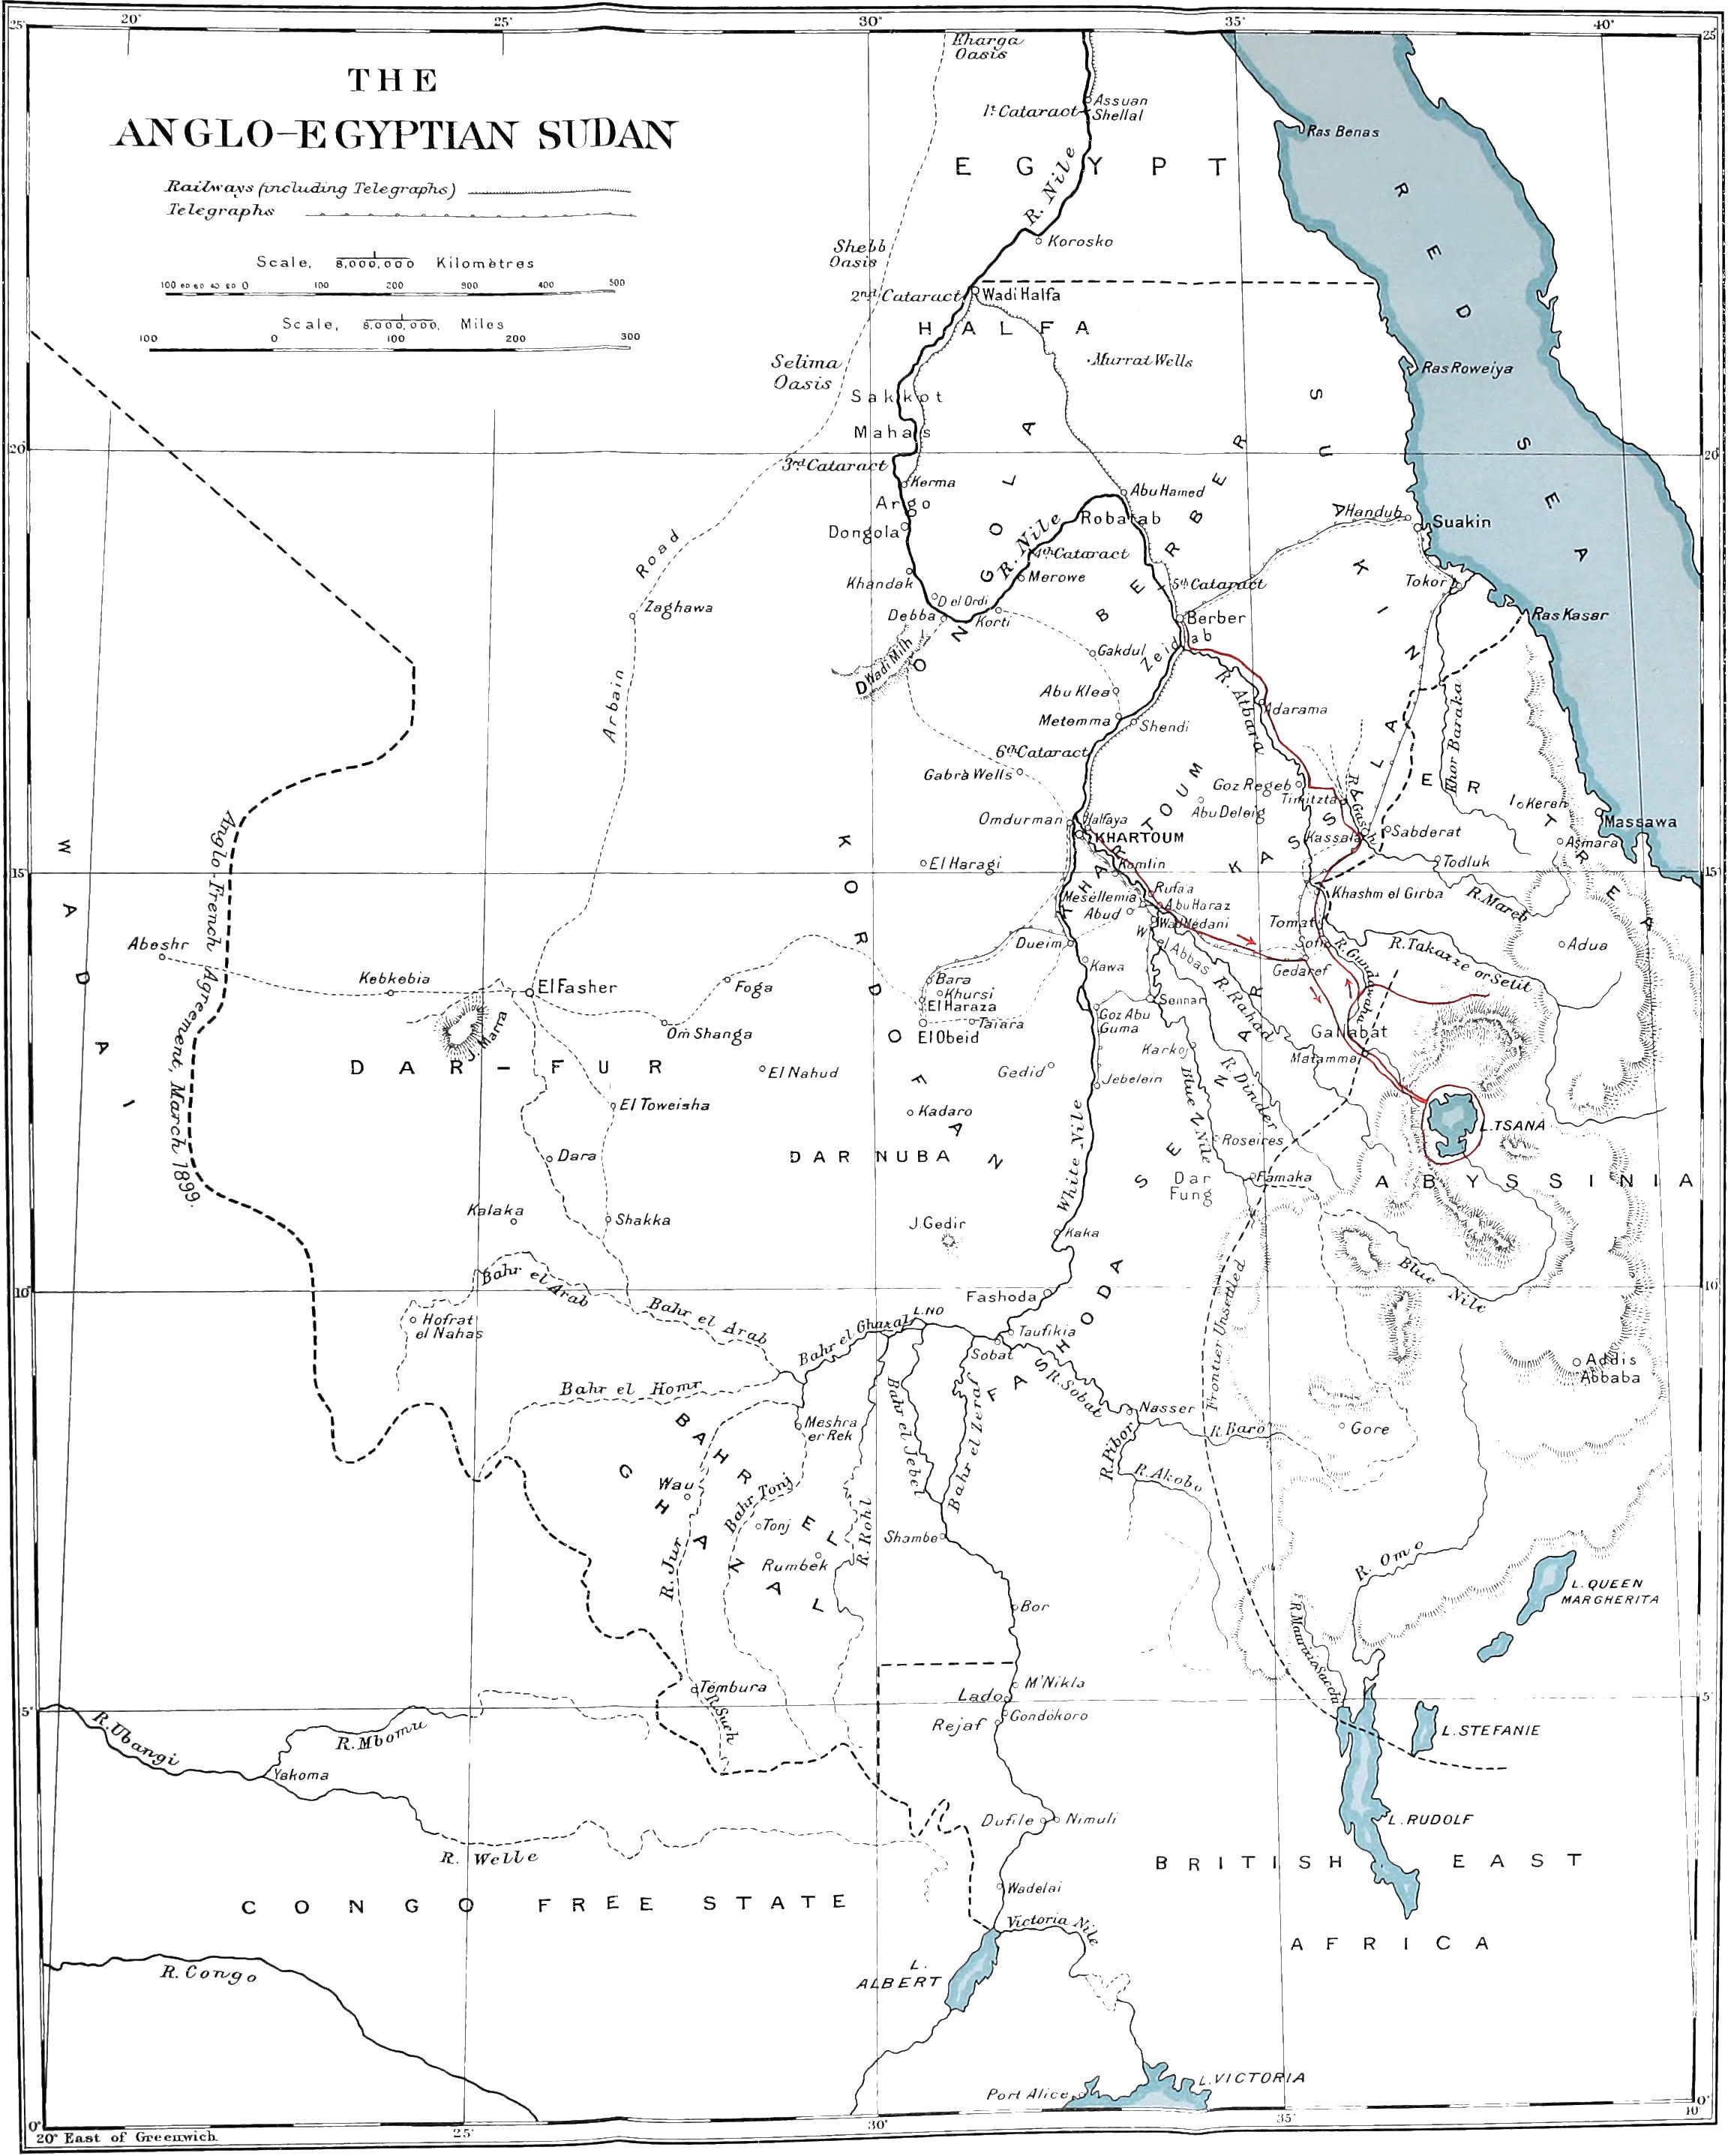 25°
20°
25°
30°
35°
40°
25°
THE
ANGLO-EGYPTIAN SUDAN
Railways (including Telegraphs)
Telegraphs
Scale, 8,000,000 Kilomètres
100 80 60 40 20 0 100 200 300 400 500
Scale, 8,000,000, Miles
100 0 100 200 300
Kharga
Oasis
Assuan
1st Cataract
Shellal
Ras Benas
EGYPT
R. Nile
RED SEA
Korosko
Shebb
Oasis
2nd Cataract
Wadi Halfa
HALFA
Murrat Wells
Ras Roweiya
Selima
Oasis
Sakkot
Mahas
20°
20°
3rd Cataract
Kerma
Argo
Dongola
DONGOLA
R. Nile
Abu Hamed
Robatab
BERBER
SUAKIN
Handub
Suakin
4th Cataract
Merowe
5th Cataract
Khandak
D el Ordi
Debba
Korti
Tokor
Ras Kasar
Road
Zaghawa
Arbain
Berber
Zeidab
Gakdul
Wadi Milh
Abu Klea
Metemma
Shendi
R. Atbara
Adarama
Khor Baraka
6th Cataract
Gabra Wells
Goz Regeb
Timitzta
Abu Deleig
R. Gash
ERITREA
Keren
Massawa
Asmara
Omdurman
Halfaya
KHARTOUM
KHARTOUM
KASSALA
Kassala
Sabderat
Todluk
R. Mareb
El Haragi
Kamlin
15°
15°
WADAI
Anglo-French Agreement, March 1899.
KORDOFAN
Mesellemia
Rufaa
Abu Haraz
Abud
Wad Medani
W el Abbas
Khashm el Girba
Tomat
Sofi
R. Takazze or Setit
Adua
Abeshr
Kebkebia
El Fasher
Foga
Om Shanga
J. Marra
DAR-FUR
Dueim
Kawa
Bara
Khursi
El Haraza
Taiara
El Obeid
Gedaref
R. Gundawaha
Sennar
R. Rahad
Goz Abu
Guma
Gallabat
Matamma
Karkoj
El Nahud
Gedid
Jebelein
R. Dinder
SENNAR
Blue Nile
El Toweisha
Kadaro
L. TSANA
White Nile
Roseires
Dara
DAR NUBA
Dar
Fung
Famaka
ABYSSINIA
Kalaka
Shakka
J. Gedir
Kaka
Blue Nile
10°
10°
Bahr el Arab
Bahr el Arab
Fashoda
Frontier Unsettled
Hofrat
el Nahas
Bahr el Ghazal
L. NO
Taufikia
Sobat
FASHODA
R. Sobat
Addis
Abbaba
Bahr el Homr
BAHR EL GHAZAL
Meshra
er Rek
Bahr el Jebel
Bahr el Zeraf
Nasser
R. Baro
Gore
R. Pibor
R. Akobo
Wau
Bahr Tonj
Tonj
Rumbek
R. Rohl
R. Jur
Shambe
R. Omo
L. QUEEN
MARGHERITA
Bor
R. Maurizio Sacchi
M'Nikla
Lado
Tembura
R. Sueh
Gondokoro
Rejaf
5°
5°
R. Ubangi
R. Mbomu
Yakoma
L. STEFANIE
Dufile
Nimuli
L. RUDOLF
R. Welle
BRITISH EAST
AFRICA
Wadelai
CONGO FREE STATE
Victoria Nile
R. Congo
L.
ALBERT
Port Alice
L. VICTORIA
0°
20° East of Greenwich
25°
30°
35°
40°
0°